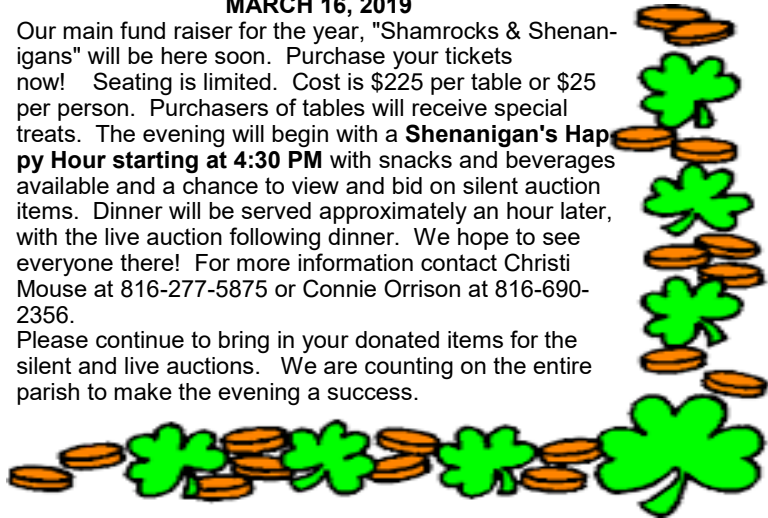 MARCH 16, 2019
Our main fund raiser for the year, "Shamrocks & Shenan-
igans" will be here soon.  Purchase your tickets
now!    Seating is limited.  Cost is $225 per table or $25
per person.  Purchasers of tables will receive special
treats.  The evening will begin with a Shenanigan's Hap-
py Hour starting at 4:30 PM with snacks and beverages
available and a chance to view and bid on silent auction
items.  Dinner will be served approximately an hour later,
with the live auction following dinner.  We hope to see
everyone there!  For more information contact Christi
Mouse at 816-277-5875 or Connie Orrison at 816-690-
2356.
Please continue to bring in your donated items for the
silent and live auctions.   We are counting on the entire
parish to make the evening a success.